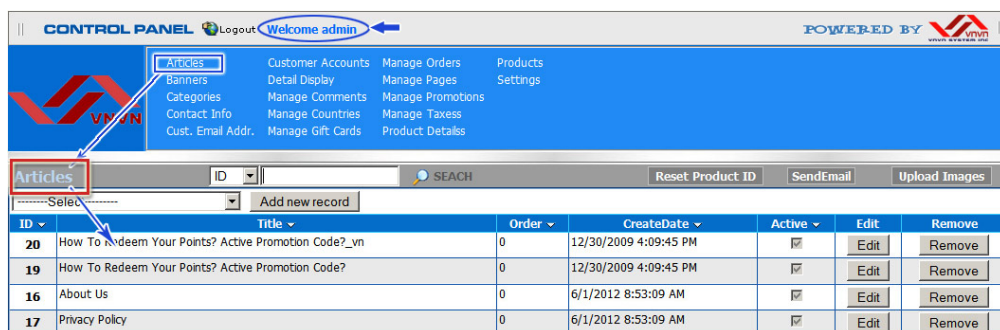 CONTROL PANEL Logout Welcome admin POWERED BY VNVN
VNVN SYSTEM INC
Articles Customer Accounts Manage Orders Products
Banners Detail Display Manage Pages Settings
Categories Manage Comments Manage Promotions
Contact Info Manage Countries Manage Taxess
Cust. Email Addr. Manage Gift Cards Product Detailss
VNVN
Articles ID SEACH Reset Product ID SendEmail Upload Images
--------Select--------- Add new record
ID Title Order CreateDate Active Edit Remove
20 How To Redeem Your Points? Active Promotion Code?_vn 0 12/30/2009 4:09:45 PM Edit Remove
19 How To Redeem Your Points? Active Promotion Code? 0 12/30/2009 4:09:45 PM Edit Remove
16 About Us 0 6/1/2012 8:53:09 AM Edit Remove
17 Privacy Policy 0 6/1/2012 8:53:09 AM Edit Remove